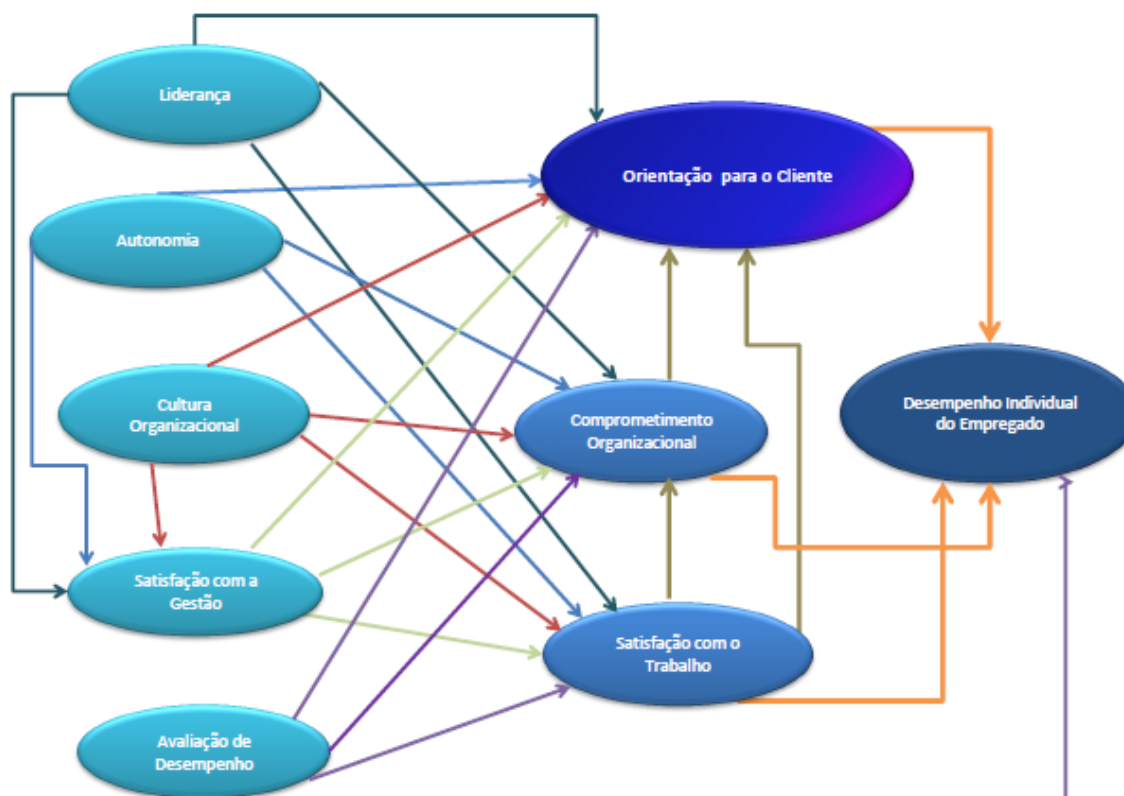 Liderança
Orientação para o Cliente
Autonomia
Cultura
Organizacional
Comprometimento
Organizacional
Desempenho Individual
do Empregado
Satisfação com a
Gestão
Satisfação com o
Trabalho
Avaliação de
Desempenho